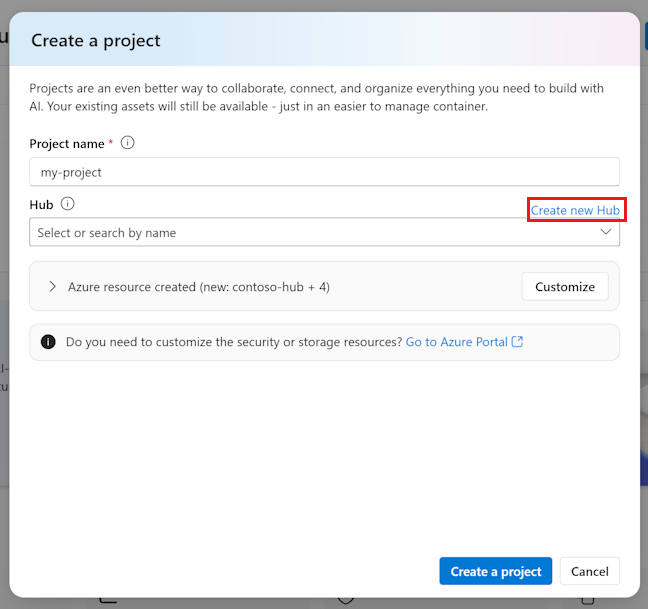 Create a project
Projects are an even better way to collaborate, connect, and organize everything you need to build with
AI. Your existing assets will still be available - just in an easier to manage container.
Project name *
my-project
Hub
Create new Hub
Select or search by name
Azure resource created (new: contoso-hub + 4)
Customize
Do you need to customize the security or storage resources? Go to Azure Portal
Create a project
Cancel